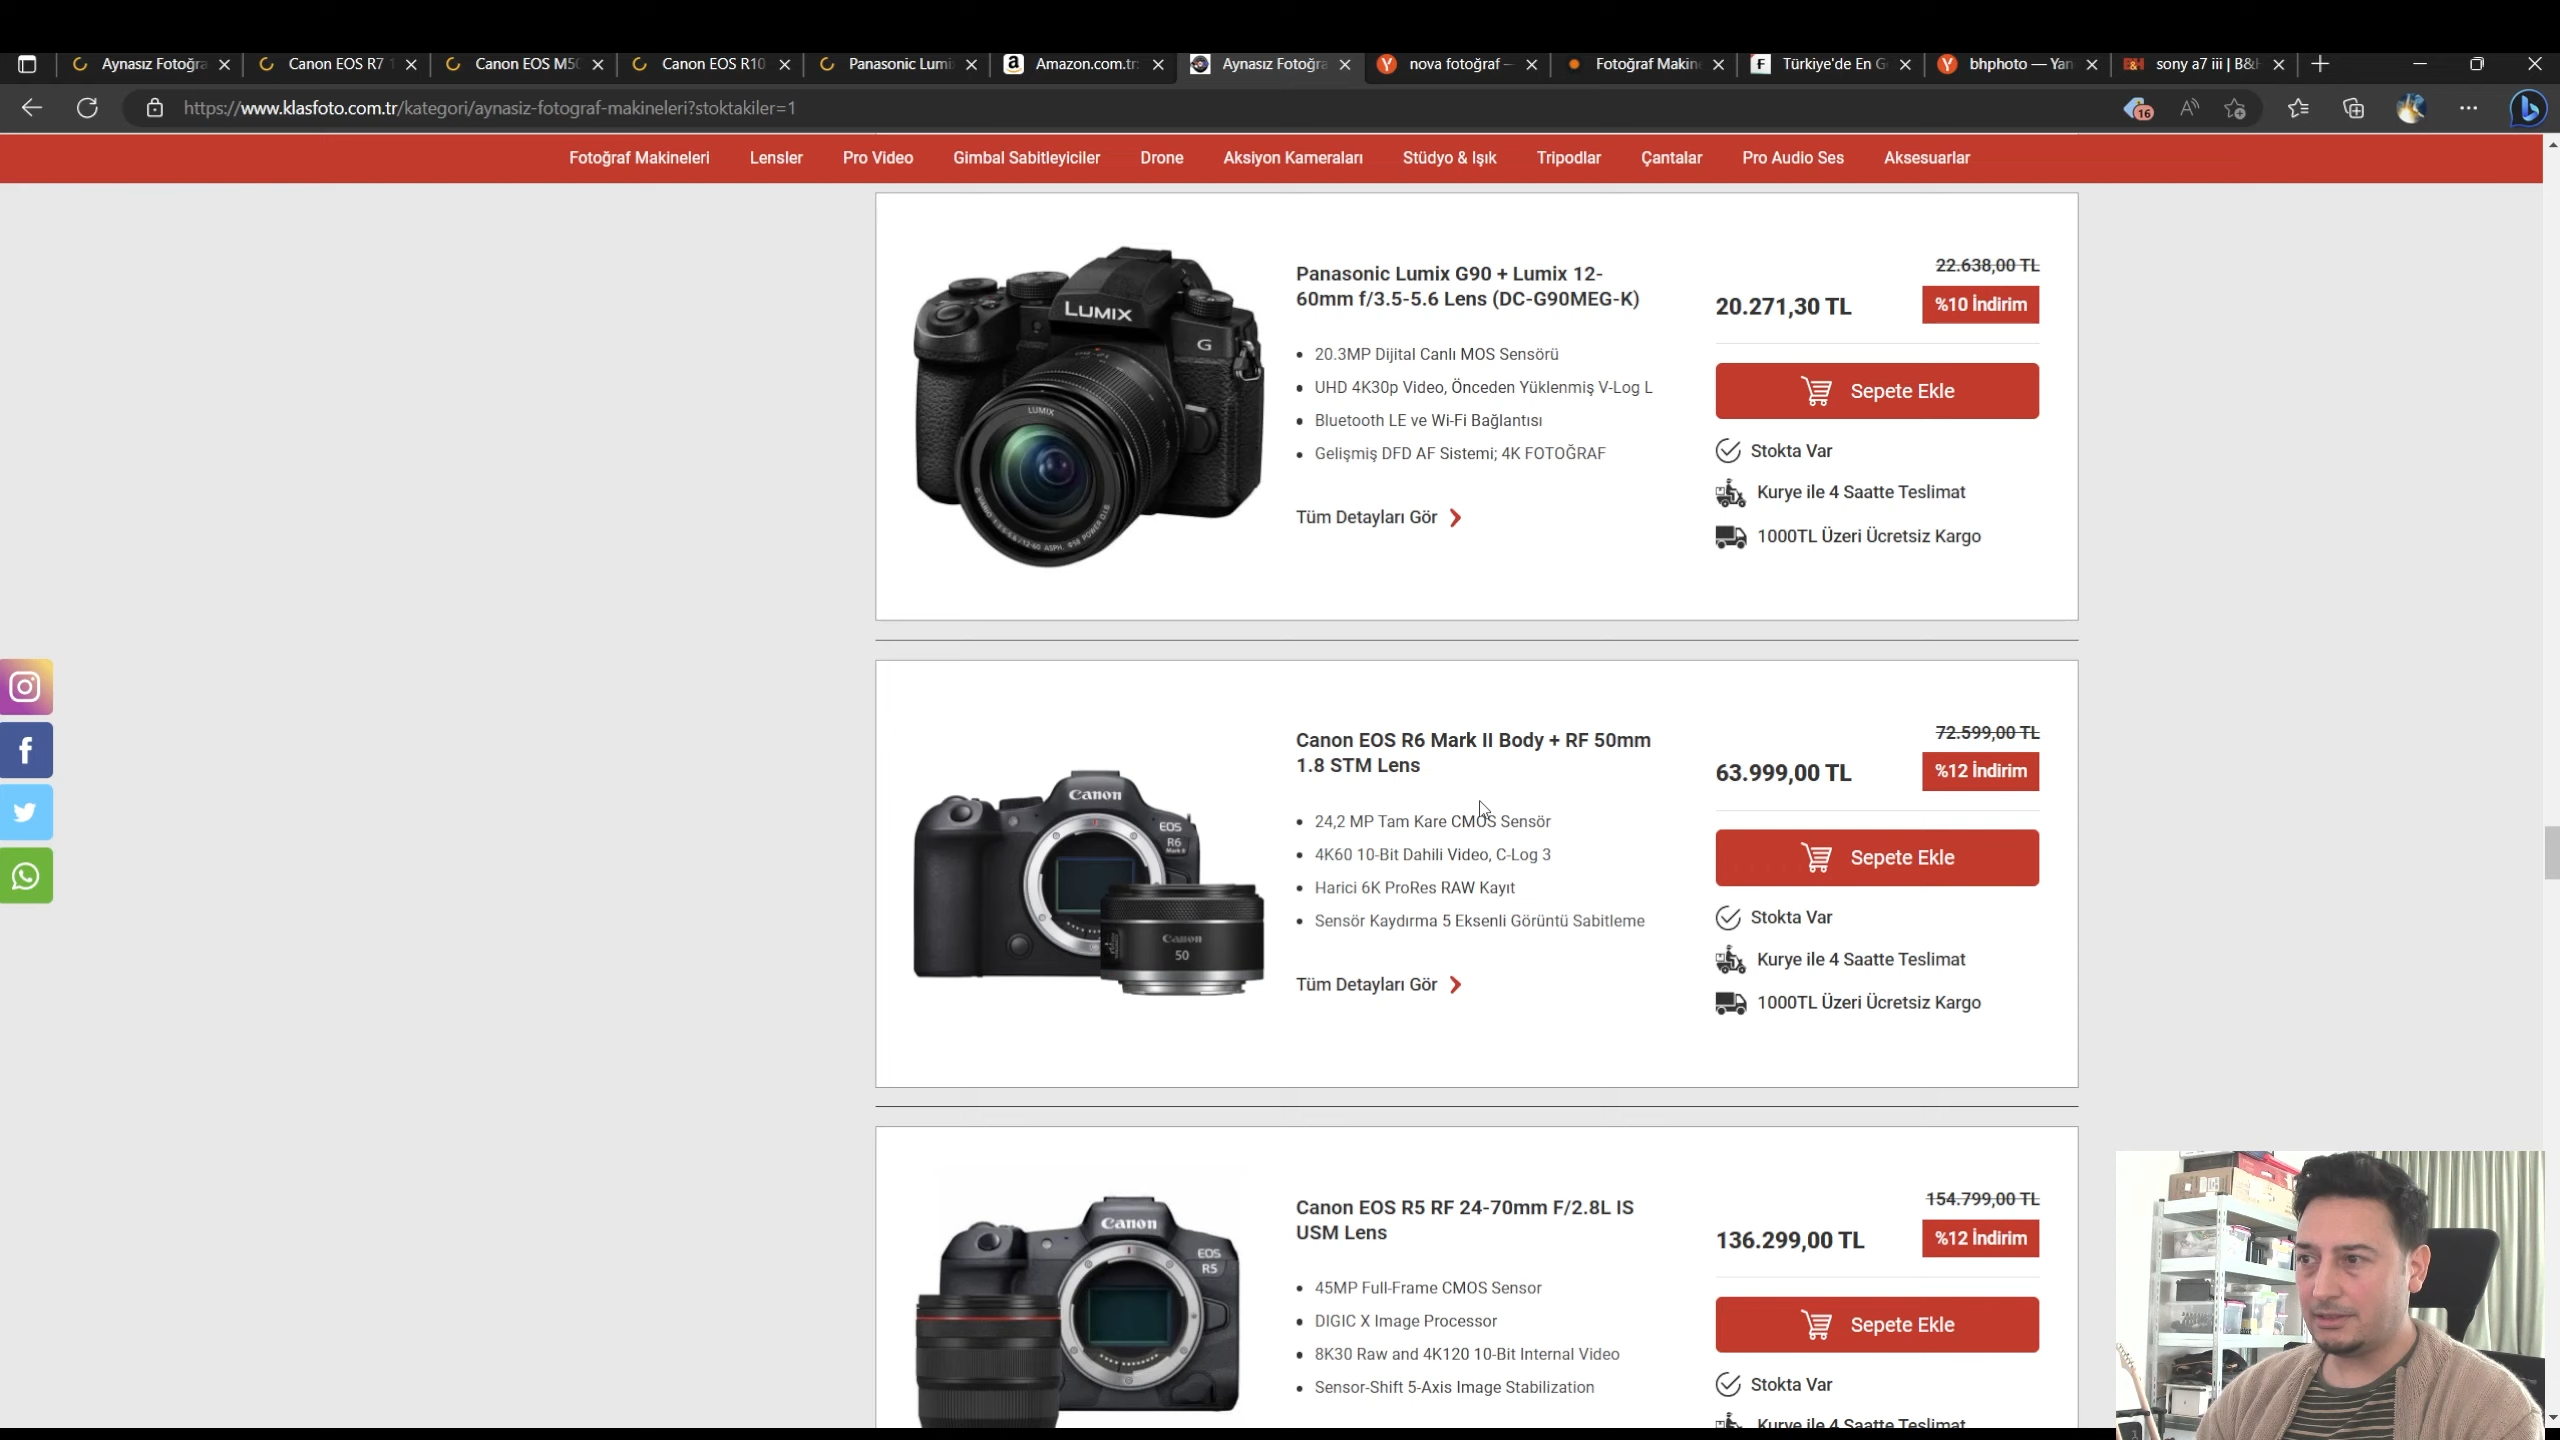 Aynasız Fotoğra
Canon EOS R7 1
Canon EOS M50
Canon EOS R10
Panasonic Lumi
Amazon.com.tr:
Aynasız Fotoğra
nova fotoğraf —
Fotoğraf Makin
Türkiye'de En G
bhphoto — Yan
sony a7 iii | B&H
https://www.klasfoto.com.tr/kategori/aynasiz-fotograf-makineleri?stoktakiler=1
16
Fotoğraf Makineleri
Lensler
Pro Video
Gimbal Sabitleyiciler
Drone
Aksiyon Kameraları
Stüdyo & Işık
Tripodlar
Çantalar
Pro Audio Ses
Aksesuarlar
LUMIX
G
LUMIX
Panasonic Lumix G90 + Lumix 12-
60mm f/3.5-5.6 Lens (DC-G90MEG-K)
20.3MP Dijital Canlı MOS Sensörü
UHD 4K30p Video, Önceden Yüklenmiş V-Log L
Bluetooth LE ve Wi-Fi Bağlantısı
Gelişmiş DFD AF Sistemi; 4K FOTOĞRAF
Tüm Detayları Gör
22.638,00 TL
20.271,30 TL
%10 İndirim
Sepete Ekle
Stokta Var
Kurye ile 4 Saatte Teslimat
1000TL Üzeri Ücretsiz Kargo
Canon
EOS
R6
Mark II
Canon
50
Canon EOS R6 Mark II Body + RF 50mm
1.8 STM Lens
24,2 MP Tam Kare CMOS Sensör
4K60 10-Bit Dahili Video, C-Log 3
Harici 6K ProRes RAW Kayıt
Sensör Kaydırma 5 Eksenli Görüntü Sabitleme
Tüm Detayları Gör
72.599,00 TL
63.999,00 TL
%12 İndirim
Sepete Ekle
Stokta Var
Kurye ile 4 Saatte Teslimat
1000TL Üzeri Ücretsiz Kargo
Canon
EOS
R5
Canon EOS R5 RF 24-70mm F/2.8L IS
USM Lens
45MP Full-Frame CMOS Sensor
DIGIC X Image Processor
8K30 Raw and 4K120 10-Bit Internal Video
Sensor-Shift 5-Axis Image Stabilization
154.799,00 TL
136.299,00 TL
%12 İndirim
Sepete Ekle
Stokta Var
Kurye ile 4 Saatte Teslimat